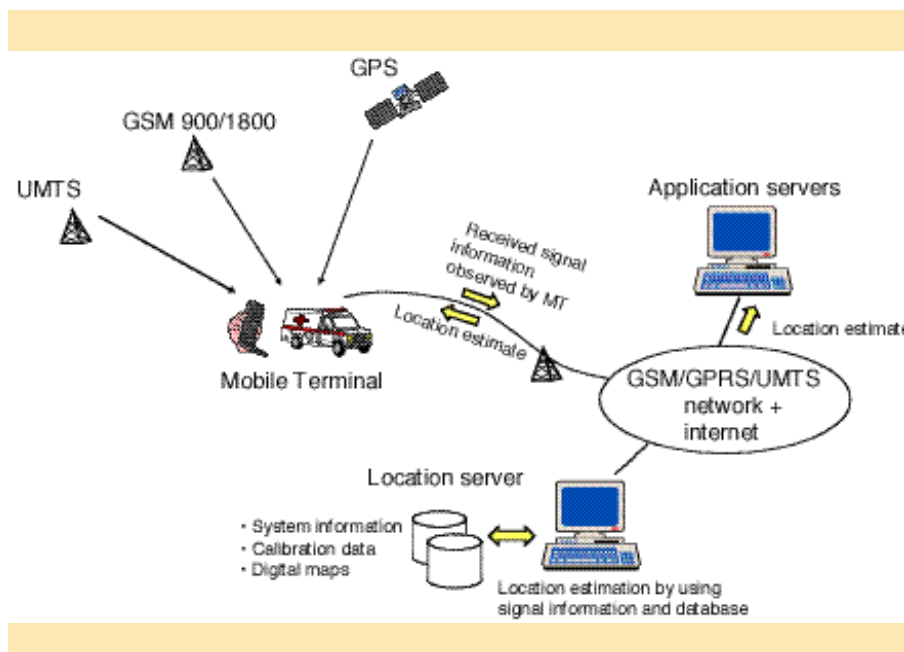 GPS
GSM 900/1800
UMTS
Application servers
Received signal
information
observed by MT
Location estimate
Location estimate
Mobile Terminal
GSM/GPRS/UMTS
network +
internet
Location server
• System information
• Calibration data
• Digital maps
Location estimation by using
signal information and database